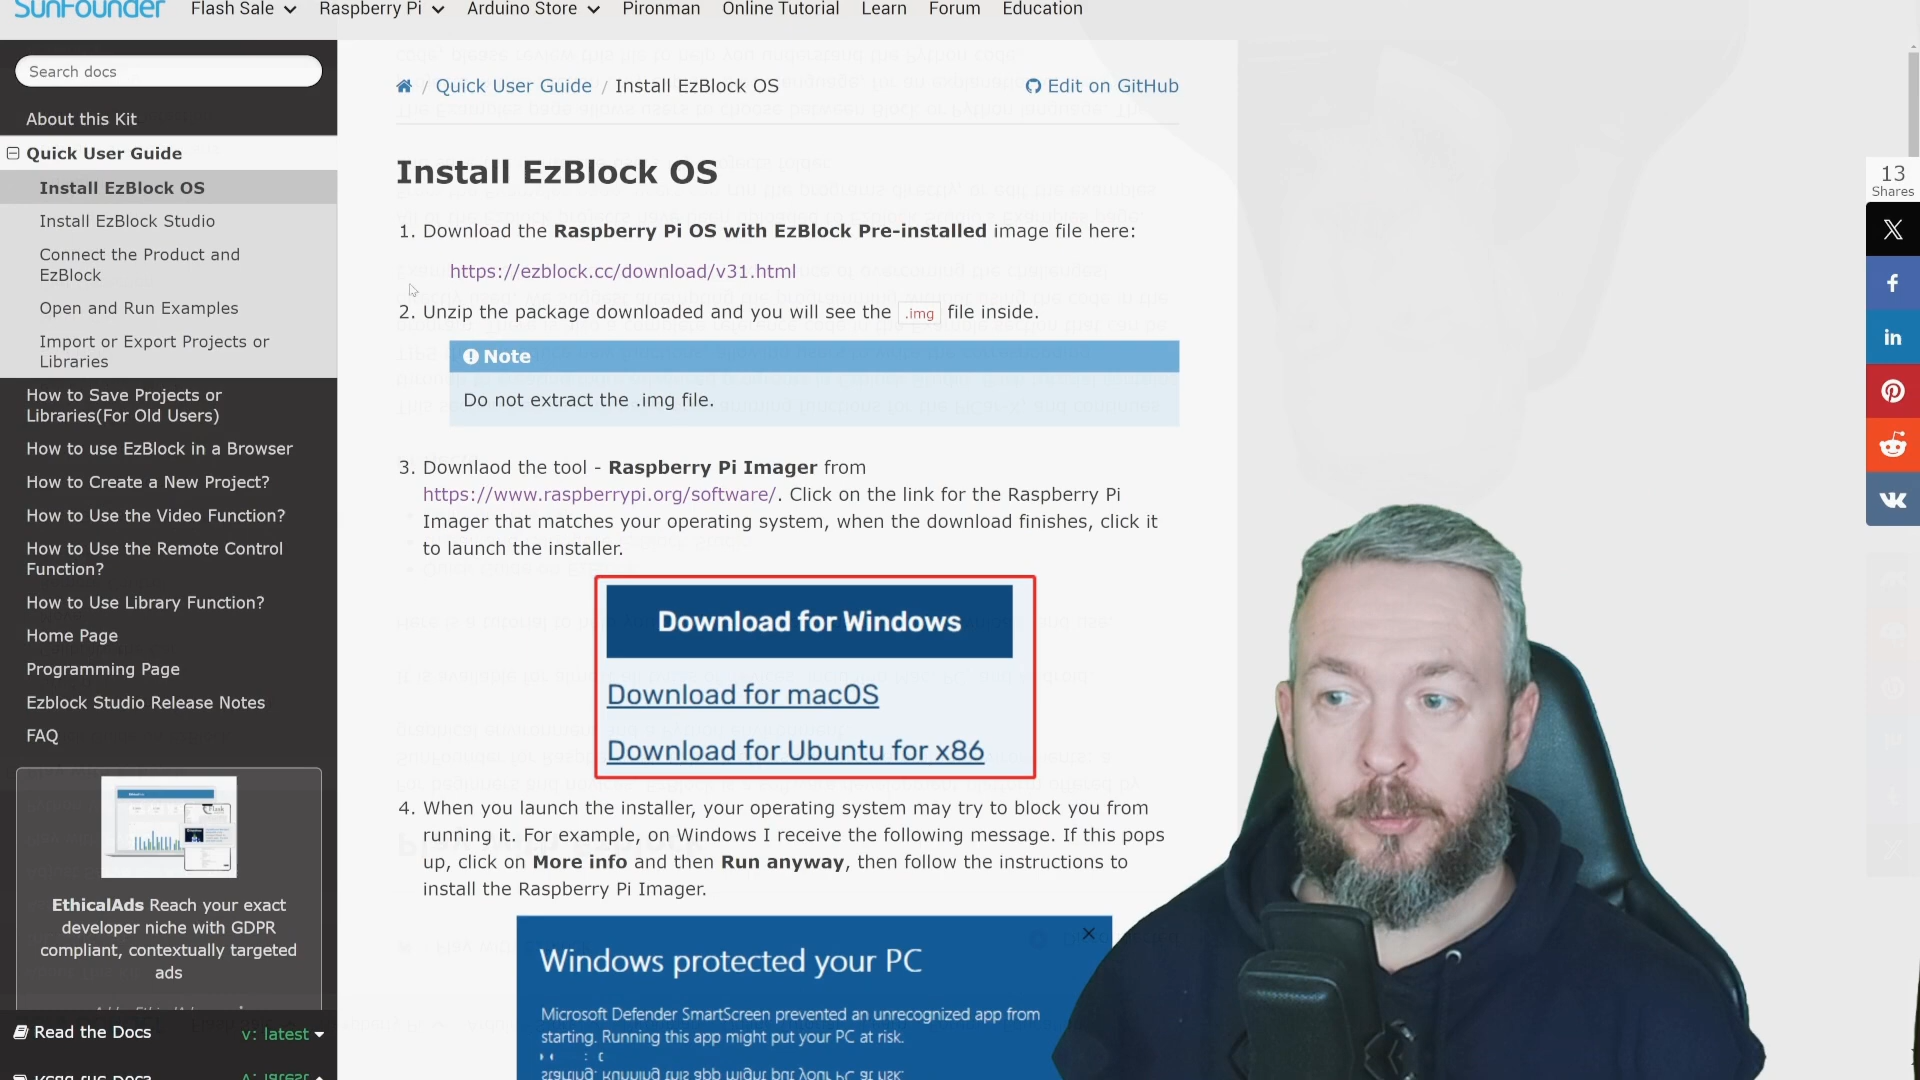 SunFounder
Flash Sale
Raspberry Pi
Arduino Store
Pironman
Online Tutorial
Learn
Forum
Education
Search docs
About this Kit
Quick User Guide
Install EzBlock OS
Install EzBlock Studio
Connect the Product and
EzBlock
Open and Run Examples
Import or Export Projects or
Libraries
How to Save Projects or
Libraries(For Old Users)
How to use EzBlock in a Browser
How to Create a New Project?
How to Use the Video Function?
How to Use the Remote Control
Function?
How to Use Library Function?
Home Page
Programming Page
Ezblock Studio Release Notes
FAQ
EthicalAds Reach your exact
developer niche with GDPR
compliant, contextually targeted
ads
Read the Docs
v: latest
/ Quick User Guide / Install EzBlock OS
Edit on GitHub
Install EzBlock OS
1. Download the Raspberry Pi OS with EzBlock Pre-installed image file here:
https://ezblock.cc/download/v31.html
2. Unzip the package downloaded and you will see the .img file inside.
Note
Do not extract the .img file.
3. Downlaod the tool - Raspberry Pi Imager from
https://www.raspberrypi.org/software/. Click on the link for the Raspberry Pi
Imager that matches your operating system, when the download finishes, click it
to launch the installer.
Download for Windows
Download for macOS
Download for Ubuntu for x86
4. When you launch the installer, your operating system may try to block you from
running it. For example, on Windows I receive the following message. If this pops
up, click on More info and then Run anyway, then follow the instructions to
install the Raspberry Pi Imager.
Windows protected your PC
Microsoft Defender SmartScreen prevented an unrecognized app from
starting. Running this app might put your PC at risk.
13
Shares